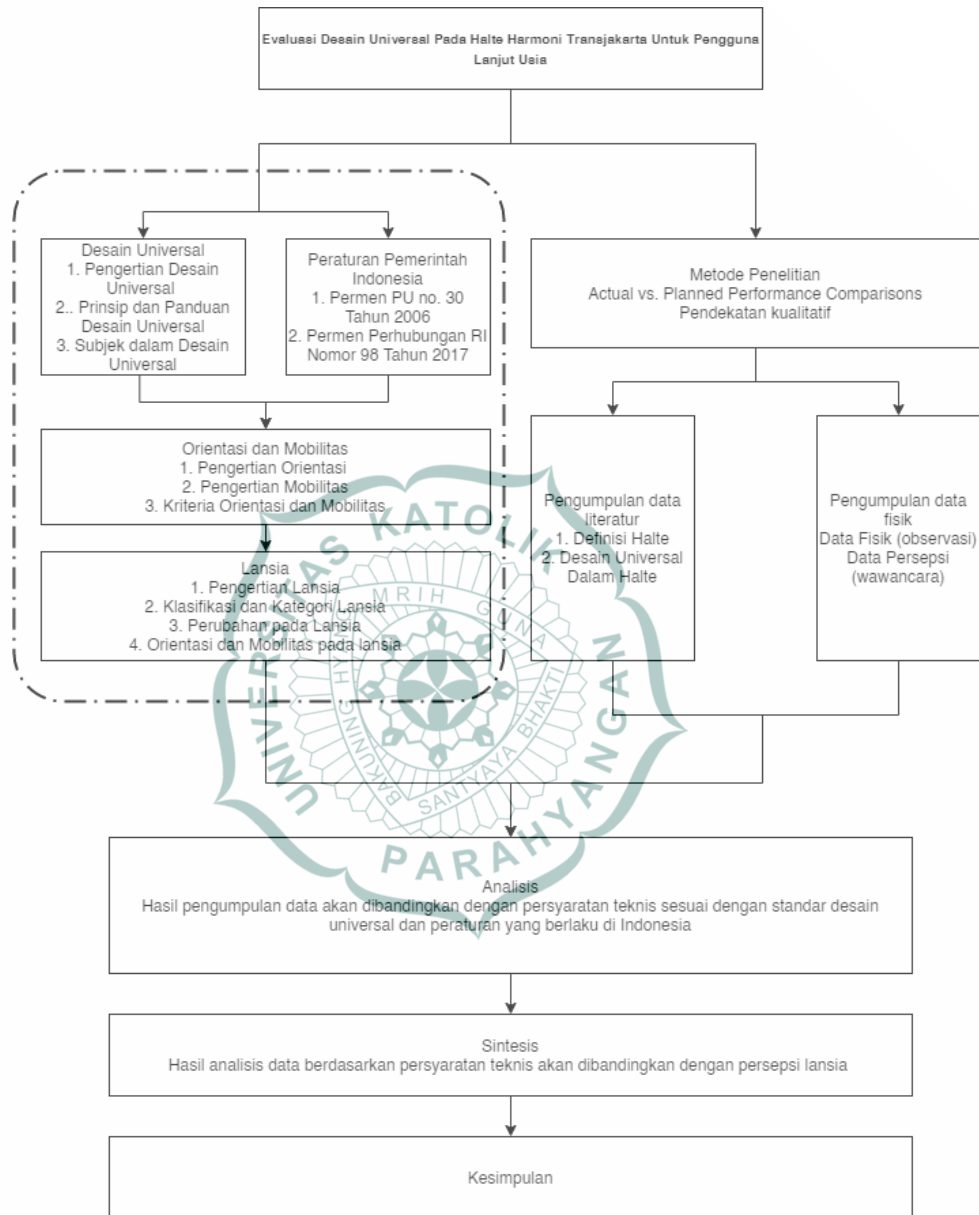 Evaluasi Desain Universal Pada Halte Harmoni Transjakarta Untuk Pengguna
Lanjut Usia
Desain Universal
1. Pengertian Desain
Universal
2.. Prinsip dan Panduan
Desain Universal
3. Subjek dalam Desain
Universal
Peraturan Pemerintah
Indonesia
1. Permen PU no. 30
Tahun 2006
2. Permen Perhubungan RI
Nomor 98 Tahun 2017
Metode Penelitian
Actual vs. Planned Performance Comparisons
Pendekatan kualitatif
Orientasi dan Mobilitas
1. Pengertian Orientasi
2. Pengertian Mobilitas
3. Kriteria Orientasi dan Mobilitas
Lansia
1. Pengertian Lansia
2. Klasifikasi dan Kategori Lansia
3. Perubahan pada Lansia
4. Orientasi dan Mobilitas pada lansia
Pengumpulan data
literatur
1. Definisi Halte
2. Desain Universal
Dalam Halte
Pengumpulan data
fisik
Data Fisik (observasi)
Data Persepsi
(wawancara)
UNIVERSITAS KATOLIK
PARAHYANGAN
BAKUNING HYANG MRIH GUNA
SANTYAYA BHAKTI
Analisis
Hasil pengumpulan data akan dibandingkan dengan persyaratan teknis sesuai dengan standar desain
universal dan peraturan yang berlaku di Indonesia
Sintesis
Hasil analisis data berdasarkan persyaratan teknis akan dibandingkan dengan persepsi lansia
Kesimpulan